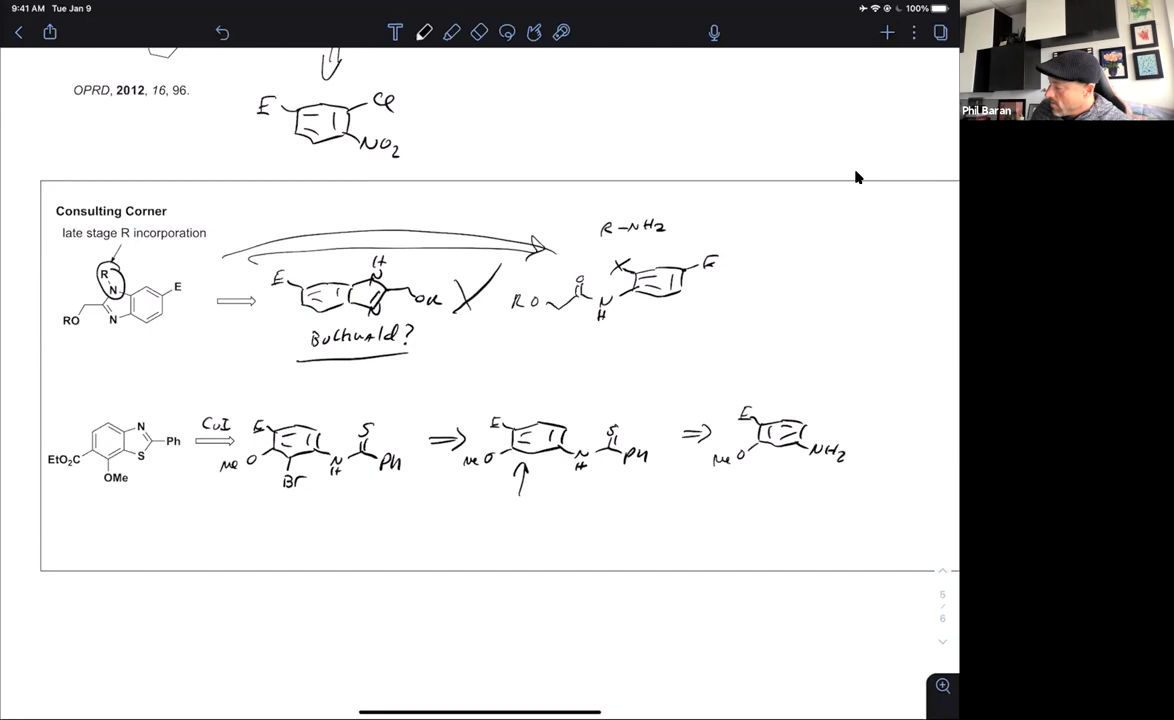 9:41 AM Tue Jan 9
100%
Phil Baran
OPRD, 2012, 16, 96.
E
Cl
NO2
Consulting Corner
late stage R incorporation
R
N
E
RO
N
E
H
N
N
OR
Buchwald?
R-NH2
X
E
RO
O
N
H
N
Ph
S
EtO2C
OMe
CuI
E
MeO
Br
N
H
S
Ph
E
MeO
N
H
S
Ph
E
MeO
NH2
5
/
6